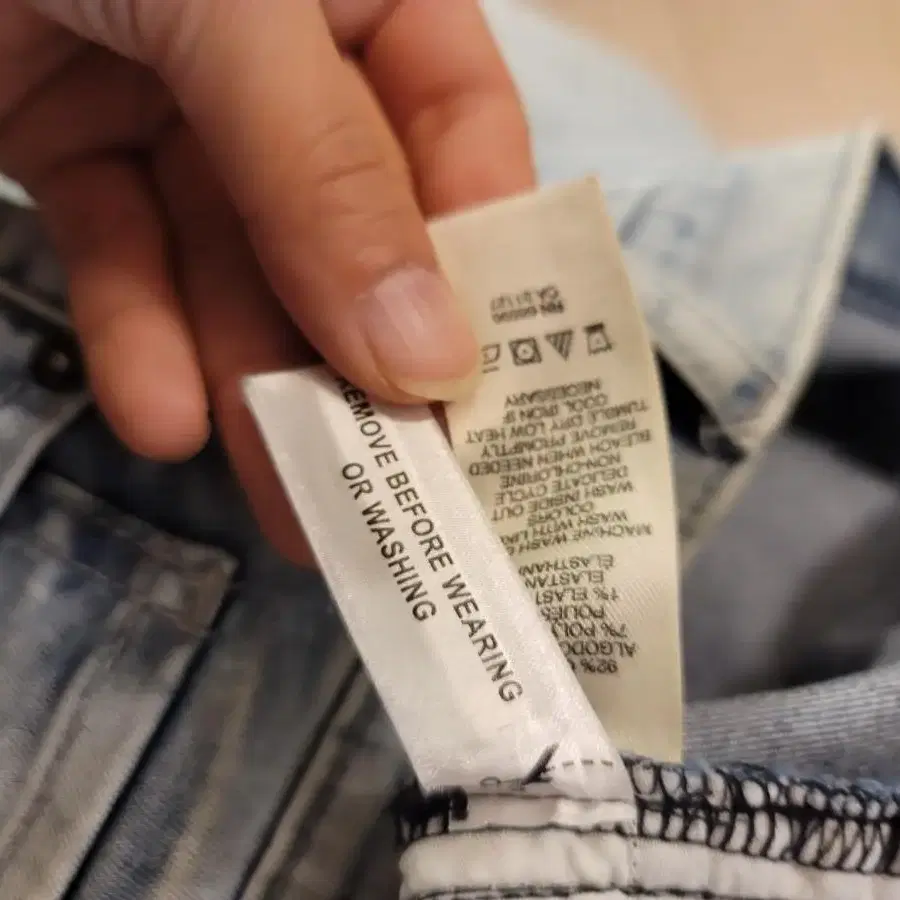 REMOVE BEFORE WEARING
OR WASHING
92%
ALGODO
7% POL
POLIES
1% ELAST
ELASTAN
ELASTHAN
MACHINE WASH
WASH WITH LIK
COLORS
WASH INSIDE OUT
DELICATE CYCLE
NON-CHLORINE
BLEACH WHEN NEEDED
REMOVE PROMPTLY
TUMBLE DRY LOW HEAT
COOL IRON IF
NECESSARY